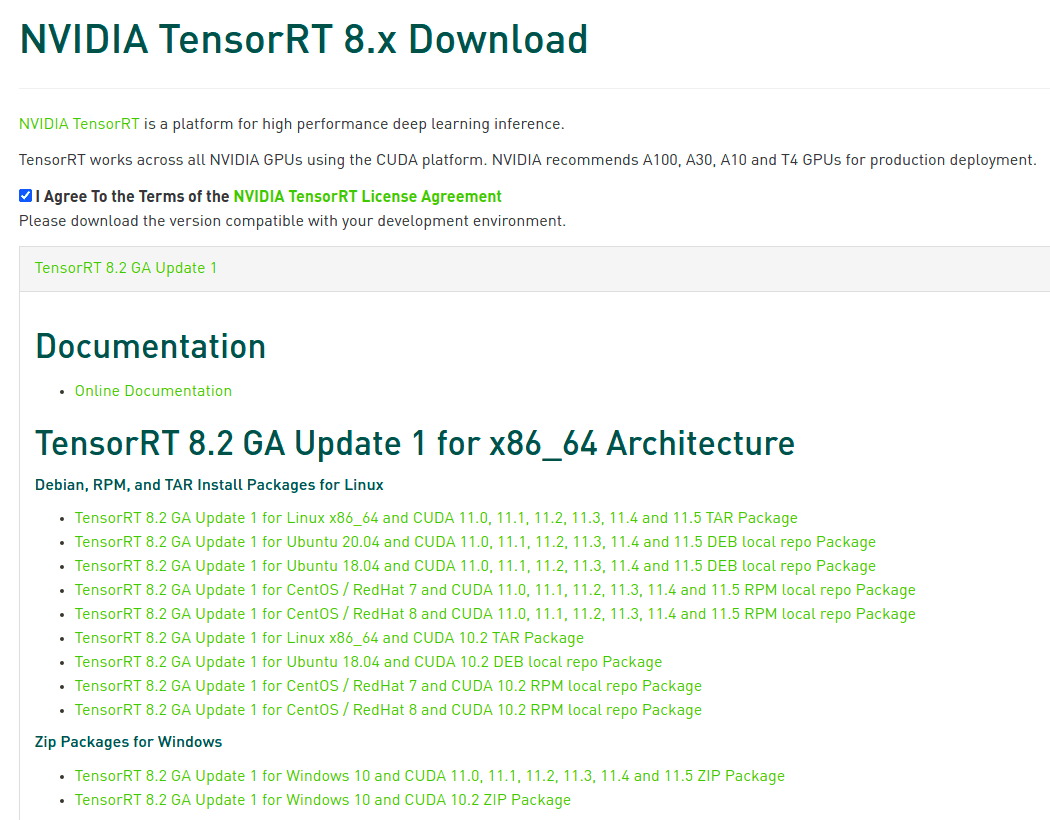 NVIDIA TensorRT 8.x Download
NVIDIA TensorRT is a platform for high performance deep learning inference.
TensorRT works across all NVIDIA GPUs using the CUDA platform. NVIDIA recommends A100, A30, A10 and T4 GPUs for production deployment.
I Agree To the Terms of the NVIDIA TensorRT License Agreement
Please download the version compatible with your development environment.
TensorRT 8.2 GA Update 1
Documentation
• Online Documentation
TensorRT 8.2 GA Update 1 for x86_64 Architecture
Debian, RPM, and TAR Install Packages for Linux
• TensorRT 8.2 GA Update 1 for Linux x86_64 and CUDA 11.0, 11.1, 11.2, 11.3, 11.4 and 11.5 TAR Package
• TensorRT 8.2 GA Update 1 for Ubuntu 20.04 and CUDA 11.0, 11.1, 11.2, 11.3, 11.4 and 11.5 DEB local repo Package
• TensorRT 8.2 GA Update 1 for Ubuntu 18.04 and CUDA 11.0, 11.1, 11.2, 11.3, 11.4 and 11.5 DEB local repo Package
• TensorRT 8.2 GA Update 1 for CentOS / RedHat 7 and CUDA 11.0, 11.1, 11.2, 11.3, 11.4 and 11.5 RPM local repo Package
• TensorRT 8.2 GA Update 1 for CentOS / RedHat 8 and CUDA 11.0, 11.1, 11.2, 11.3, 11.4 and 11.5 RPM local repo Package
• TensorRT 8.2 GA Update 1 for Linux x86_64 and CUDA 10.2 TAR Package
• TensorRT 8.2 GA Update 1 for Ubuntu 18.04 and CUDA 10.2 DEB local repo Package
• TensorRT 8.2 GA Update 1 for CentOS / RedHat 7 and CUDA 10.2 RPM local repo Package
• TensorRT 8.2 GA Update 1 for CentOS / RedHat 8 and CUDA 10.2 RPM local repo Package
Zip Packages for Windows
• TensorRT 8.2 GA Update 1 for Windows 10 and CUDA 11.0, 11.1, 11.2, 11.3, 11.4 and 11.5 ZIP Package
• TensorRT 8.2 GA Update 1 for Windows 10 and CUDA 10.2 ZIP Package